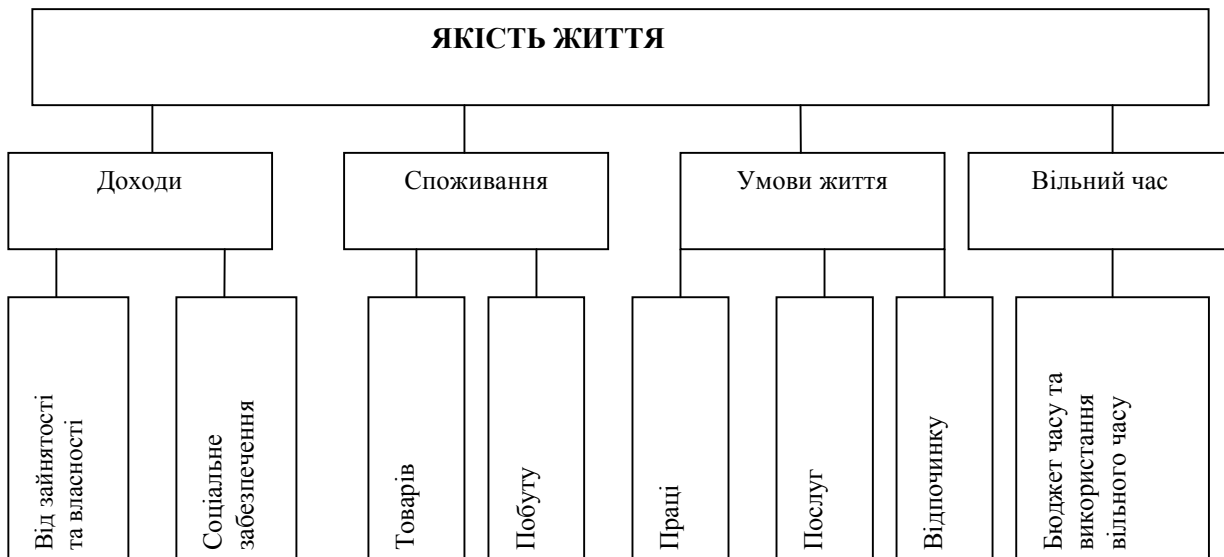 ЯКІСТЬ ЖИТТЯ
Доходи
Споживання
Умови життя
Вільний час
Від зайнятості
та власності
Соціальне
забезпечення
Товарів
Побуту
Праці
Послуг
Відпочинку
Бюджет часу та
використання
вільного часу